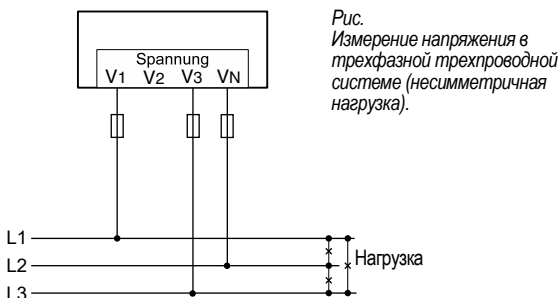 Рис.
Измерение напряжения в
трехфазной трехпроводной
системе (несимметричная
нагрузка).
Spannung
V1 V2 V3 VN
L1
L2
Нагрузка
L3